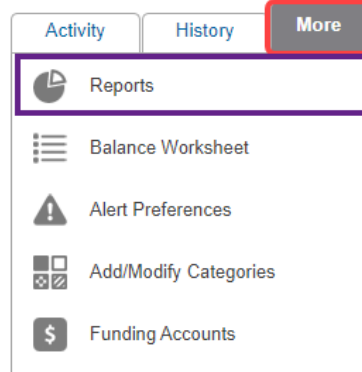 Activity History More
Reports
Balance Worksheet
Alert Preferences
Add/Modify Categories
$ Funding Accounts